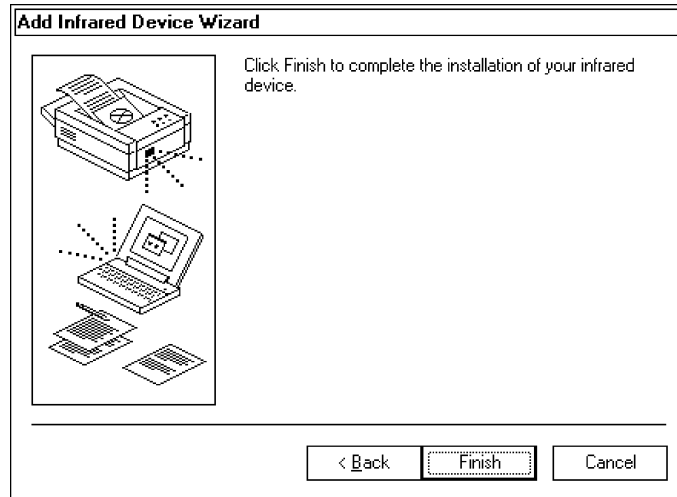 Add Infrared Device Wizard
Click Finish to complete the installation of your infrared
device.
< Back
Finish
Cancel